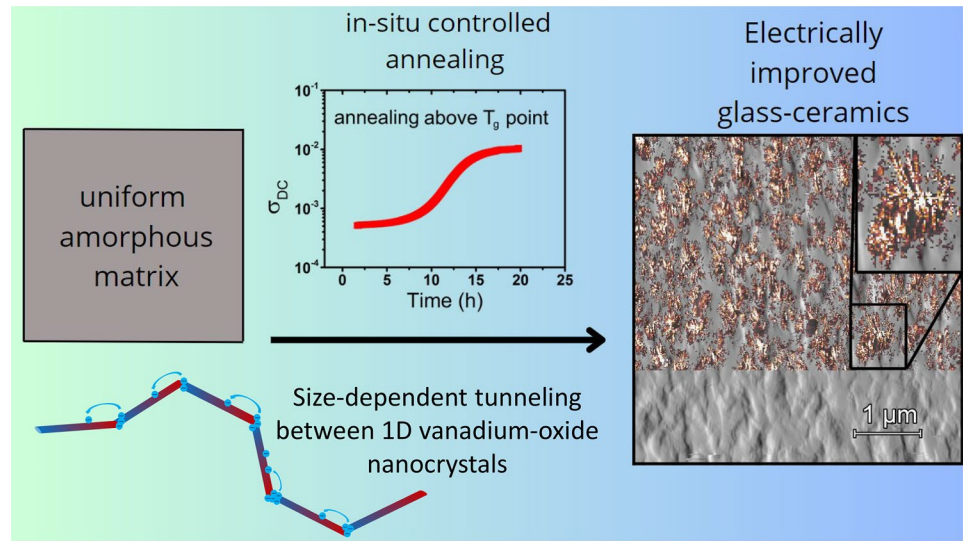 in-situ controlled
annealing
Electrically
improved
glass-ceramics
uniform
amorphous
matrix
10⁻¹
10⁻²
10⁻³
10⁻⁴
σDC
annealing above Tg point
0 5 10 15 20 25
Time (h)
Size-dependent tunneling
between 1D vanadium-oxide
nanocrystals
1 μm